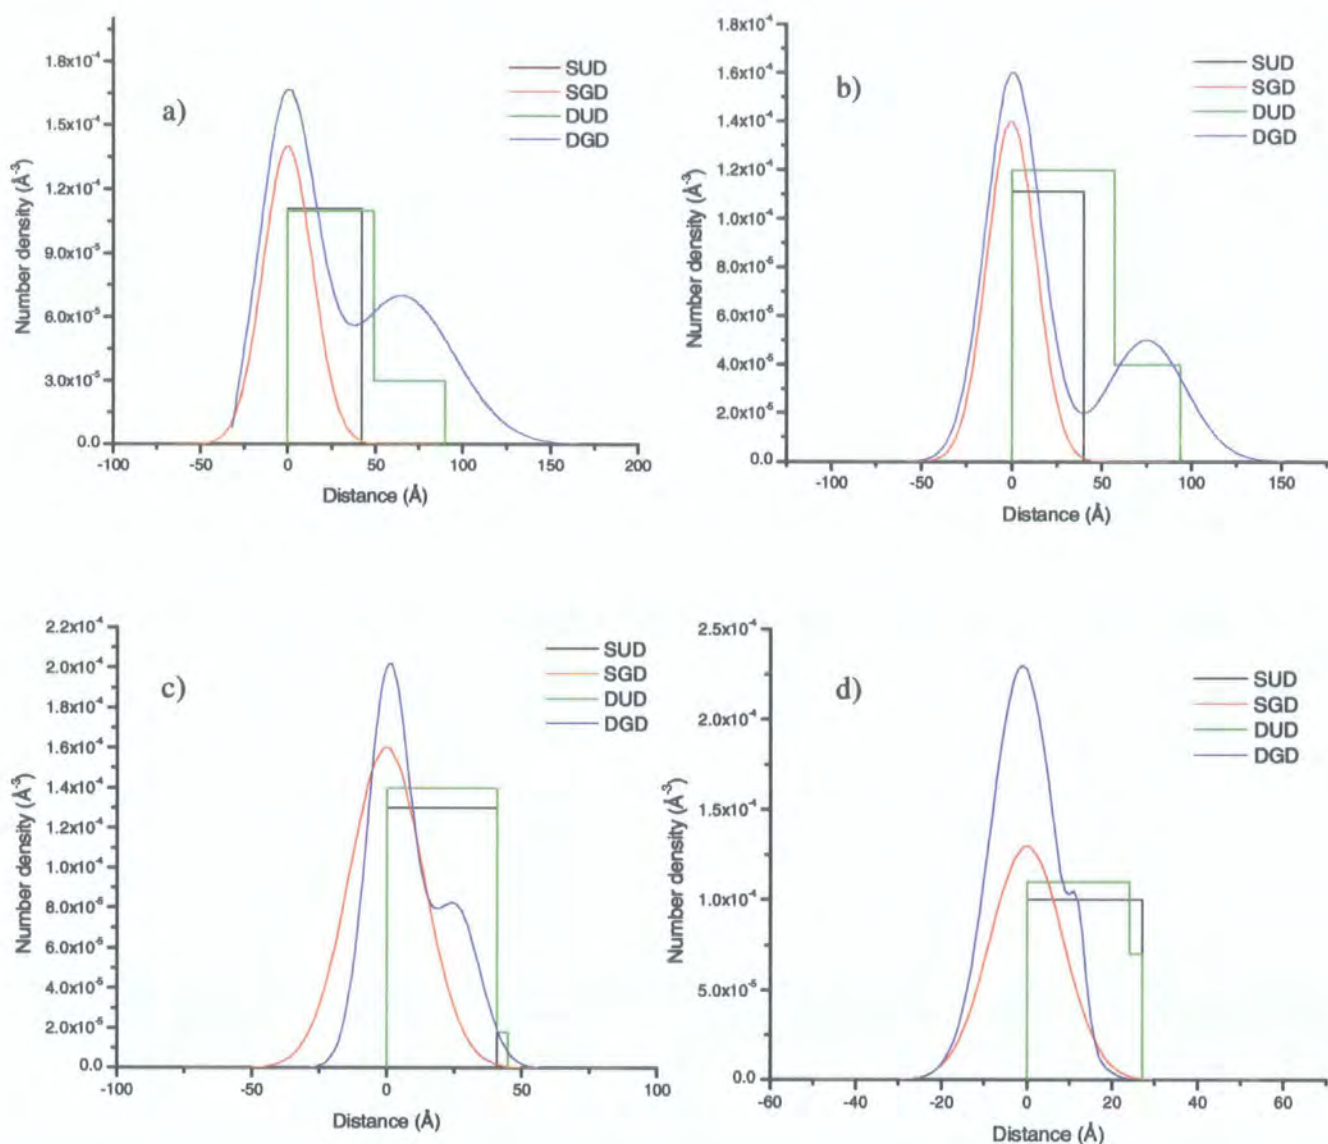 a)
1.8x10⁻⁴
1.5x10⁻⁴
1.2x10⁻⁴
9.0x10⁻⁵
6.0x10⁻⁵
3.0x10⁻⁵
0.0
Number density (Å⁻³)
-100
-50
0
50
100
150
200
Distance (Å)
SUD
SGD
DUD
DGD
b)
1.8x10⁻⁴
1.6x10⁻⁴
1.4x10⁻⁴
1.2x10⁻⁴
1.0x10⁻⁴
8.0x10⁻⁵
6.0x10⁻⁵
4.0x10⁻⁵
2.0x10⁻⁵
0.0
Number density (Å⁻³)
-100
-50
0
50
100
150
Distance (Å)
SUD
SGD
DUD
DGD
c)
2.2x10⁻⁴
2.0x10⁻⁴
1.8x10⁻⁴
1.6x10⁻⁴
1.4x10⁻⁴
1.2x10⁻⁴
1.0x10⁻⁴
8.0x10⁻⁵
6.0x10⁻⁵
4.0x10⁻⁵
2.0x10⁻⁵
0.0
Number density (Å⁻³)
-100
-50
0
50
100
Distance (Å)
SUD
SGD
DUD
DGD
d)
2.5x10⁻⁴
2.0x10⁻⁴
1.5x10⁻⁴
1.0x10⁻⁴
5.0x10⁻⁵
0.0
Number density (Å⁻³)
-60
-40
-20
0
20
40
60
Distance (Å)
SUD
SGD
DUD
DGD